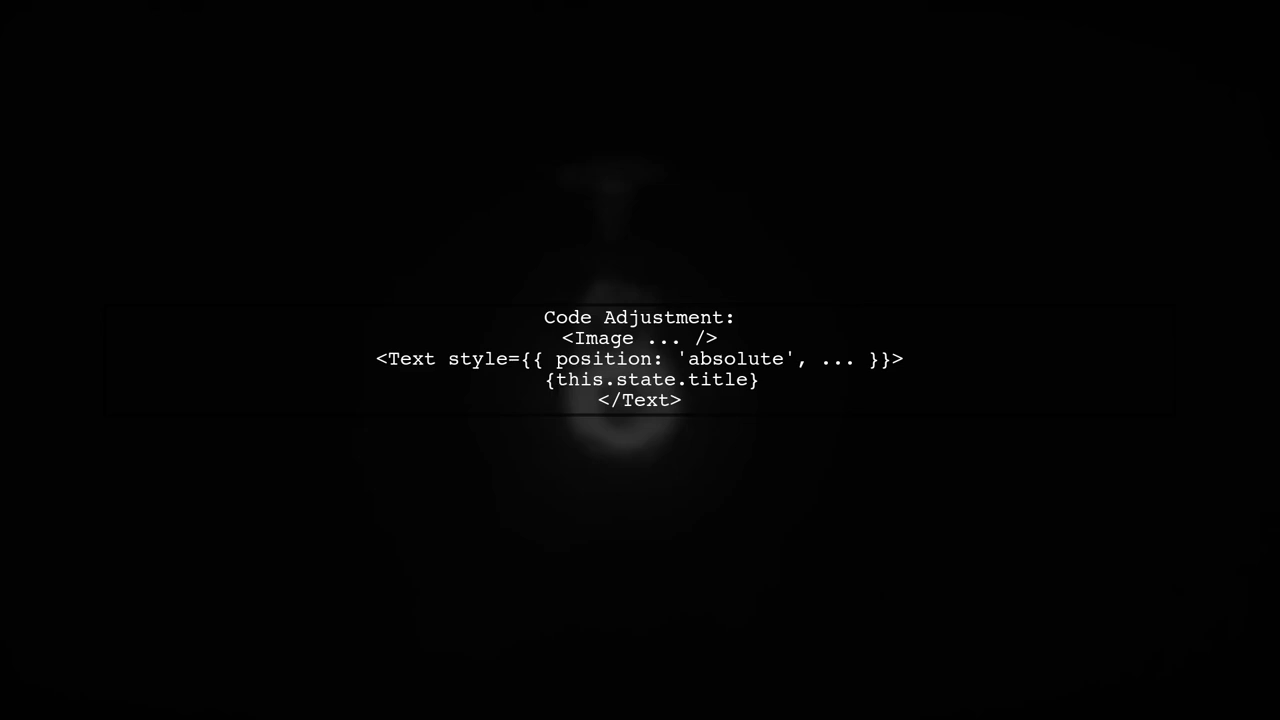 Code Adjustment:
<Image ... />
<Text style={{ position: 'absolute', ... }}>
{this.state.title}
</Text>